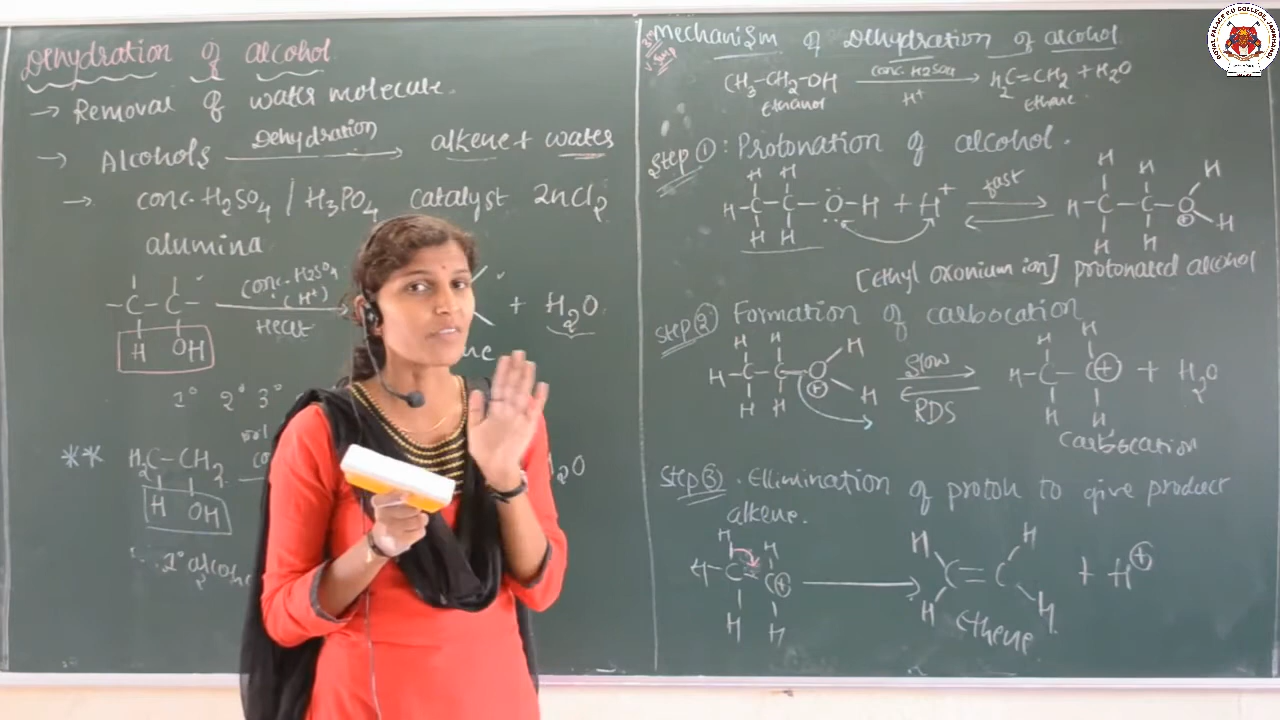 Dehydration of alcohol
→ Removal of water molecule.
→ Alcohols Dehydration→ alkene + water
→ conc. H2SO4 / H3PO4 catalyst ZnCl2
alumina
-C-C- conc. H2SO4 (H+) Heat + H2O
H OH
1° 2° 3°
** H2C-CH2 H2O
H OH
1° alcohol
Mechanism of Dehydration of alcohol
CH3-CH2-OH conc. H2SO4 H+ → H2C=CH2 + H2O
Ethanol Ethene
Step ①: Protonation of alcohol.
H H H H H
H-C-C-O-H + H+ fast H-C-C-O⊕
H H H H H
[Ethyl oxonium ion] protonated alcohol
Step ② Formation of carbocation
H H H H H
H-C-C-O⊕ Slow H-C-C⊕ + H2O
H H H RDS H H
Carbocation
Step ③. Ellimination of proton to give product
alkene.
H H H H
H-C-C⊕ → C=C + H⊕
H H H H
Ethene